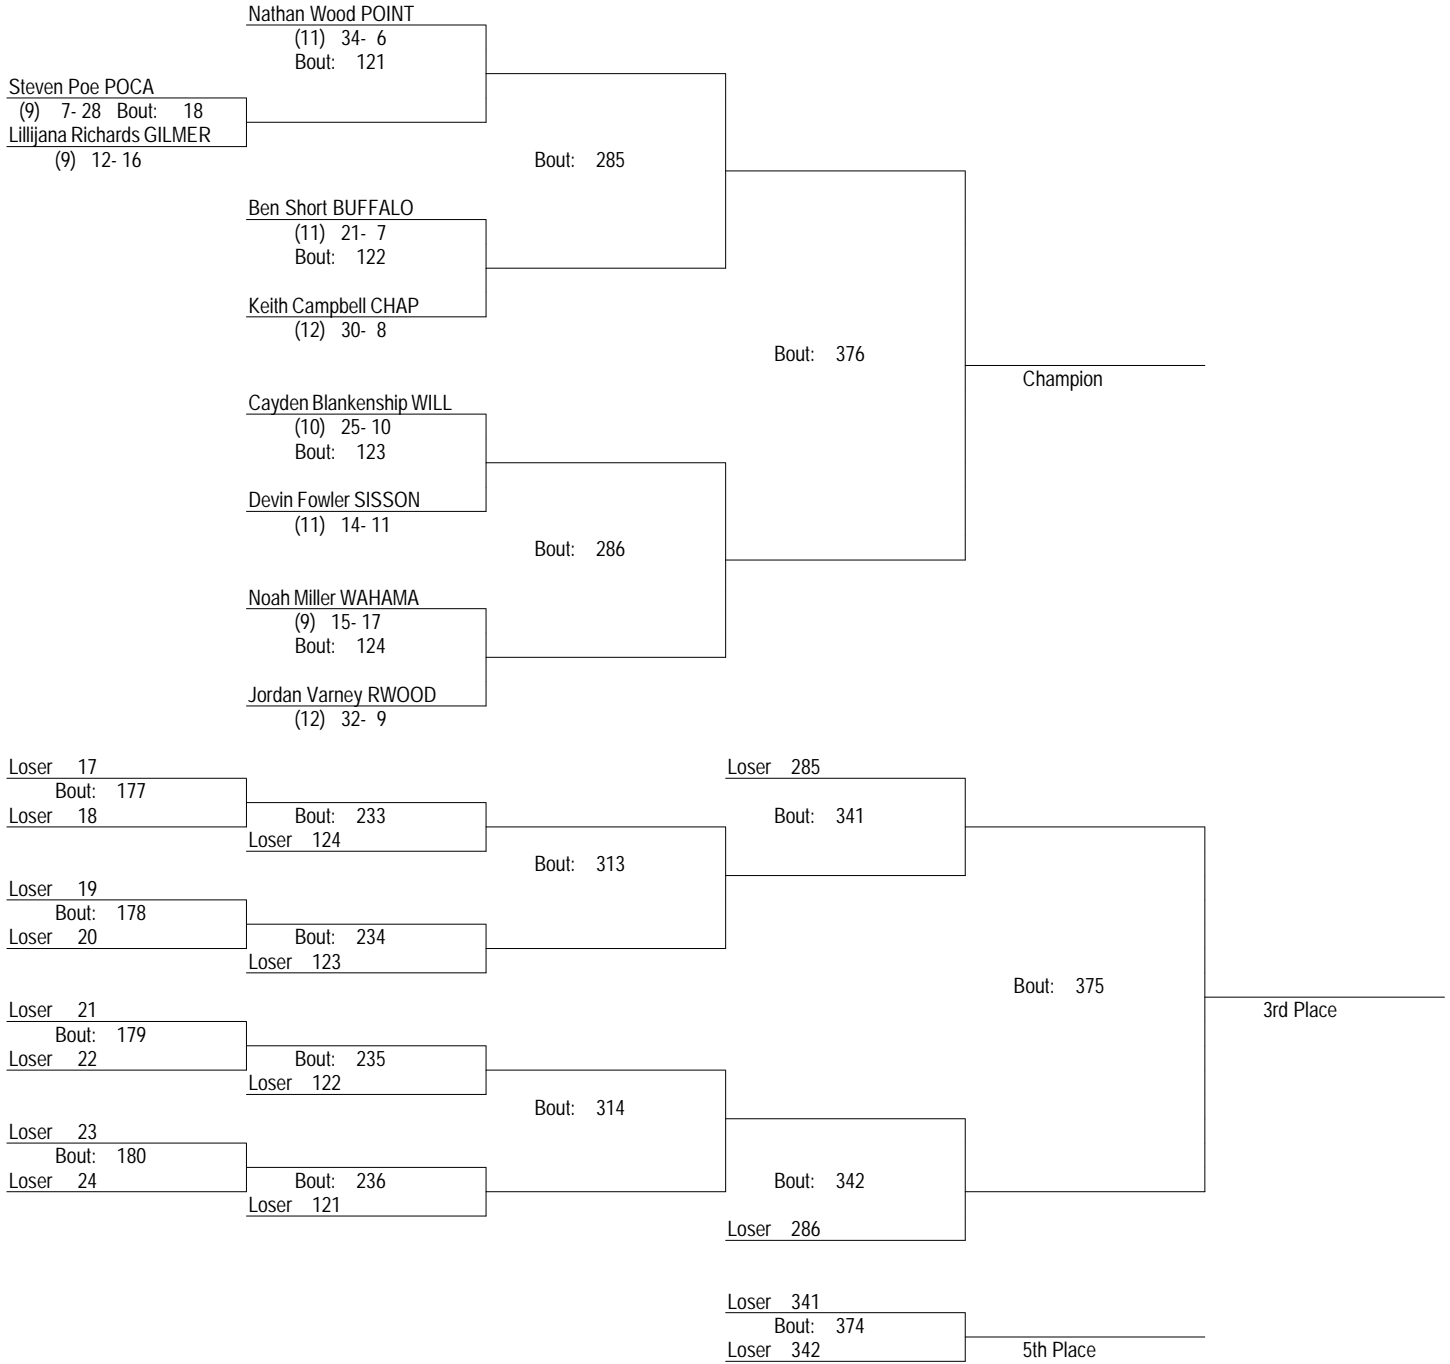 Nathan Wood POINT
(11) 34- 6
Bout: 121
Steven Poe POCA
(9) 7- 28 Bout: 18
Lillijana Richards GILMER
(9) 12- 16
Bout: 285
Ben Short BUFFALO
(11) 21- 7
Bout: 122
Keith Campbell CHAP
(12) 30- 8
Bout: 376
Champion
Cayden Blankenship WILL
(10) 25- 10
Bout: 123
Devin Fowler SISSON
(11) 14- 11
Bout: 286
Noah Miller WAHAMA
(9) 15- 17
Bout: 124
Jordan Varney RWOOD
(12) 32- 9
Loser 17
Bout: 177
Loser 18
Bout: 233
Loser 124
Loser 285
Bout: 341
Bout: 313
Loser 19
Bout: 178
Loser 20
Bout: 234
Loser 123
Bout: 375
3rd Place
Loser 21
Bout: 179
Loser 22
Bout: 235
Loser 122
Bout: 314
Loser 23
Bout: 180
Loser 24
Bout: 236
Loser 121
Bout: 342
Loser 286
Loser 341
Bout: 374
Loser 342
5th Place